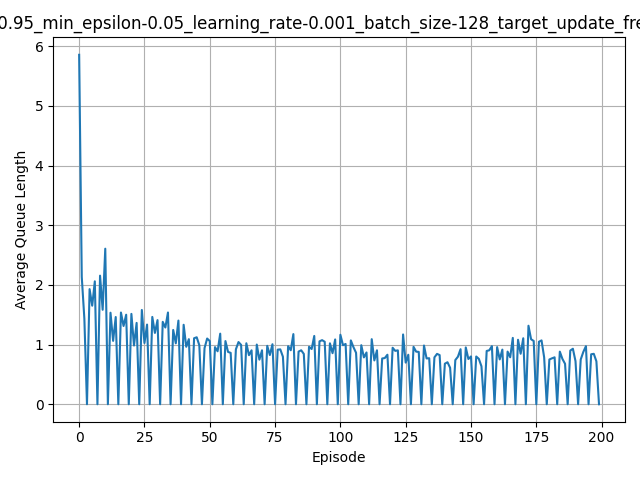 0.95_min_epsilon-0.05_learning_rate-0.001_batch_size-128_target_update_fre
6
5
4
3
2
1
0
Average Queue Length
0 25 50 75 100 125 150 175 200
Episode